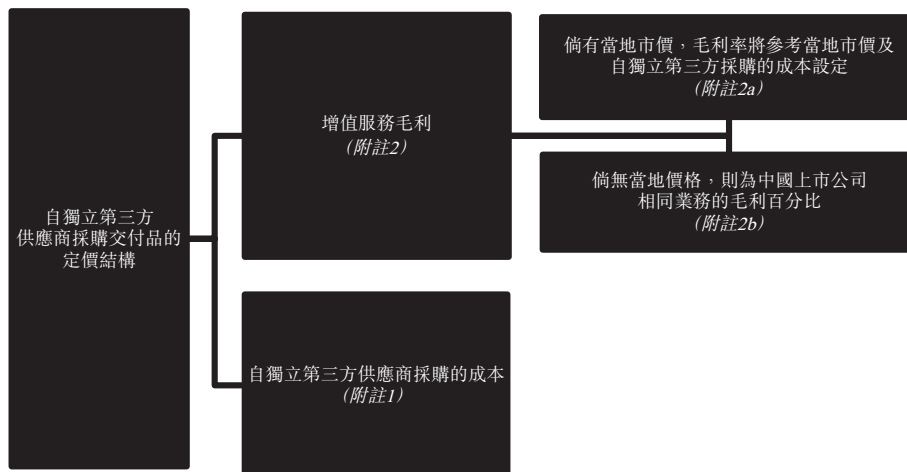 自獨立第三方
供應商採購交付品的
定價結構
增值服務毛利
（附註2）
倘有當地市價，毛利率將參考當地市價及
自獨立第三方採購的成本設定
（附註2a）
倘無當地價格，則為中國上市公司
相同業務的毛利百分比
（附註2b）
自獨立第三方供應商採購的成本
（附註1）